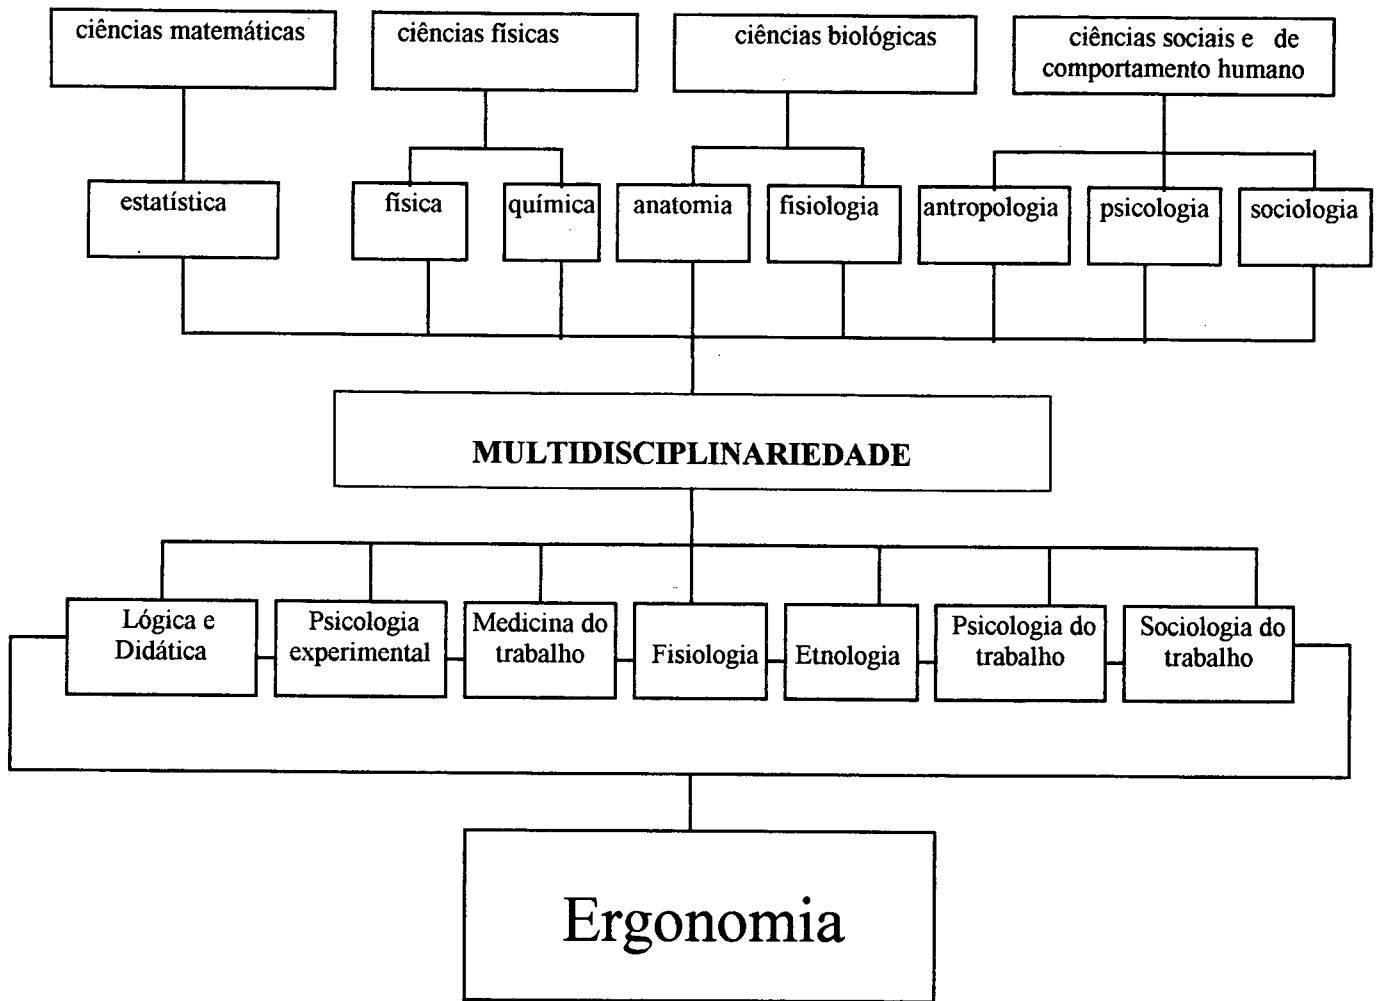 ciências matemáticas
ciências físicas
ciências biológicas
ciências sociais e de
comportamento humano
estatística
física
química
anatomia
fisiologia
antropologia
psicologia
sociologia
MULTIDISCIPLINARIEDADE
Lógica e
Didática
Psicologia
experimental
Medicina do
trabalho
Fisiologia
Etnologia
Psicologia do
trabalho
Sociologia do
trabalho
Ergonomia